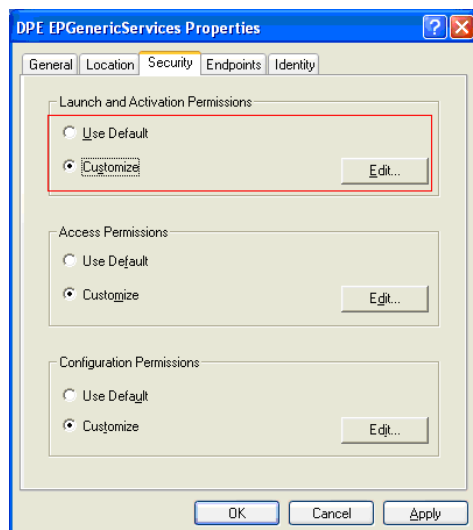 DPE EPGenericServices Properties
General Location Security Endpoints Identity
Launch and Activation Permissions
Use Default
Customize
Edit...
Access Permissions
Use Default
Customize
Edit...
Configuration Permissions
Use Default
Customize
Edit...
OK Cancel Apply